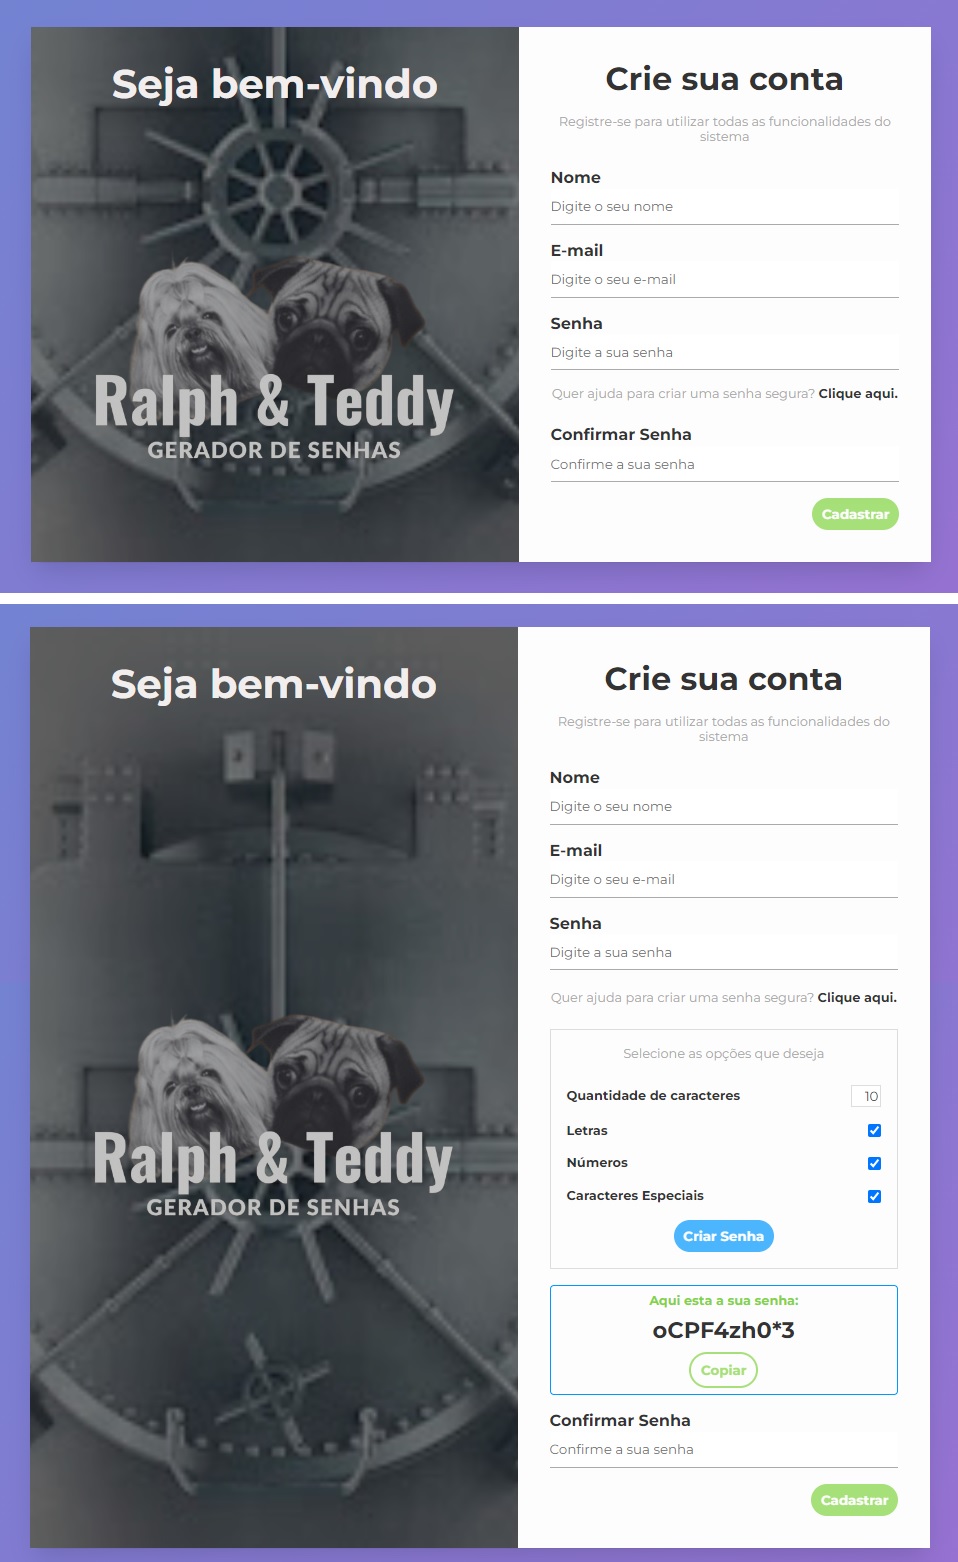 Seja bem-vindo
Ralph & Teddy
GERADOR DE SENHAS
Crie sua conta
Registre-se para utilizar todas as funcionalidades do
sistema
Nome
Digite o seu nome
E-mail
Digite o seu e-mail
Senha
Digite a sua senha
Quer ajuda para criar uma senha segura? Clique aqui.
Confirmar Senha
Confirme a sua senha
Cadastrar
Seja bem-vindo
Ralph & Teddy
GERADOR DE SENHAS
Crie sua conta
Registre-se para utilizar todas as funcionalidades do
sistema
Nome
Digite o seu nome
E-mail
Digite o seu e-mail
Senha
Digite a sua senha
Quer ajuda para criar uma senha segura? Clique aqui.
Selecione as opções que deseja
Quantidade de caracteres 10
Letras
Números
Caracteres Especiais
Criar Senha
Aqui esta a sua senha:
oCPF4zh0*3
Copiar
Confirmar Senha
Confirme a sua senha
Cadastrar